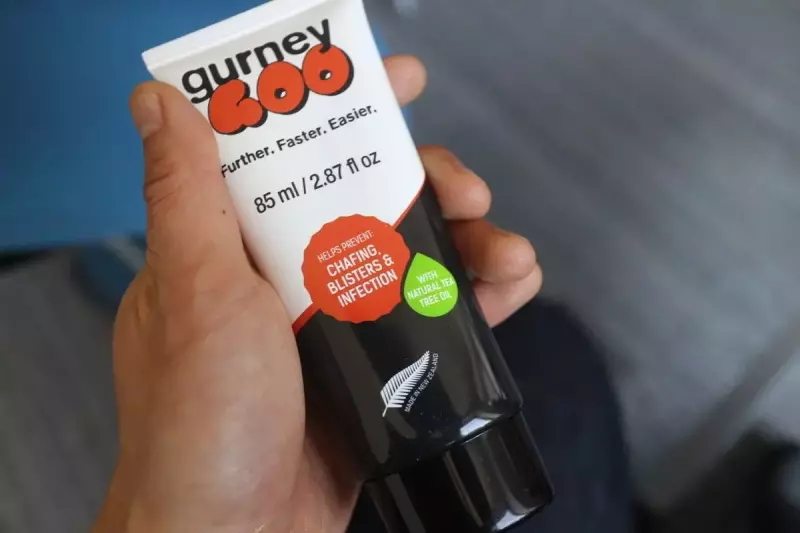 gurney
GOO
Further. Faster. Easier.
85 ml / 2.87 fl oz
HELPS PREVENT:
CHAFING,
BLISTERS &
INFECTION
WITH
NATURAL TEA
TREE OIL
MADE IN NEW ZEALAND